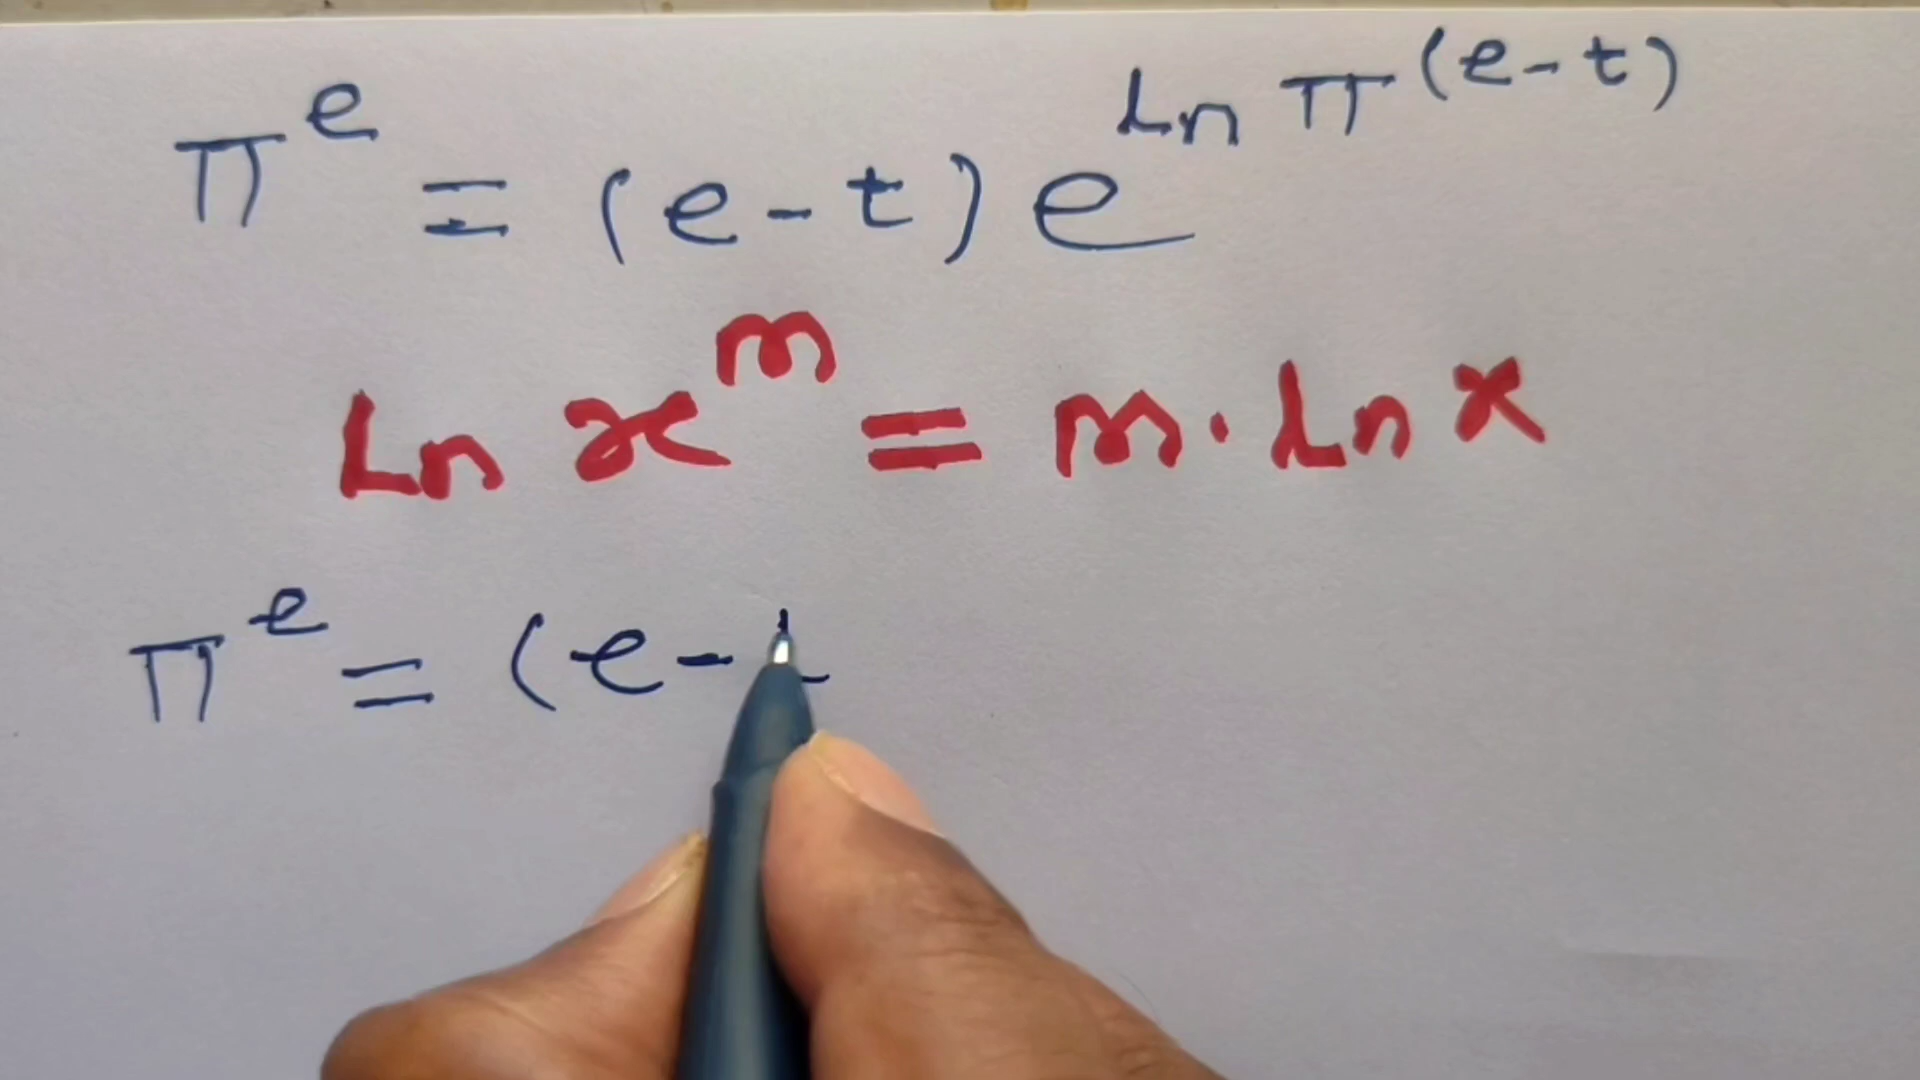 π^e = (e-t) e^{Ln π^{(e-t)}}
Ln x^m = m · Ln x
π^e = (e-t